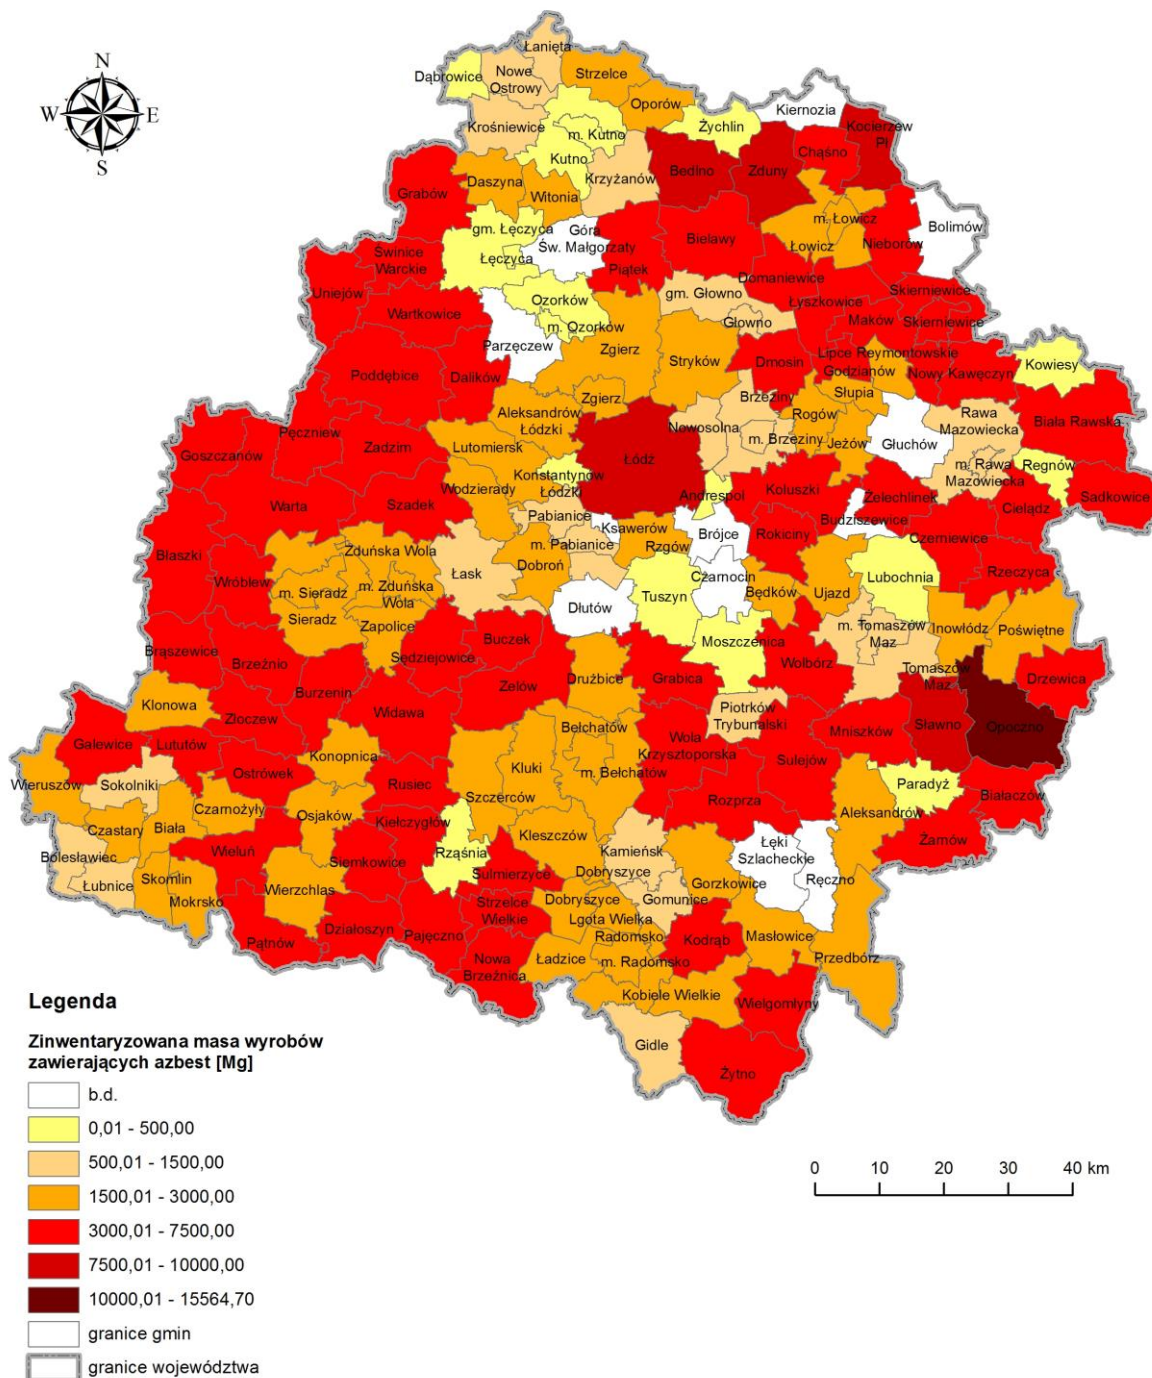 N
W
E
S
Łanięta
Dąbrowice
Nowe
Ostrowy
Strzelce
Oporów
Kiernozia
Krośniewice
m. Kutno
Żychlin
Kocierzew
Pł
Kutno
Chąśno
Bedlno
Zduny
Krzyżanów
Daszyna
Witonia
Grabów
m. Łowicz
gm. Łęczyca
Góra
Św. Małgorzaty
Bolimów
Bielawy
Łowicz
Nieborów
Świnice
Warckie
Łęczyca
Piątek
Domaniewice
Uniejów
gm. Głowno
Skierniewice
Ozorków
Łyszkowice
Wartkowice
m. Ozorków
Głowno
Maków
Skierniewice
Parzęczew
Zgierz
Stryków
Dmosin
Lipce Reymontowskie
Godzianów
Nowy Kawęczyn
Kowiesy
Poddębice
Dalików
Brzeziny
Słupia
Zgierz
Aleksandrów
Łódzki
Rogów
Rawa
Mazowiecka
Biała Rawska
Nowosolna
Pęczniew
m. Brzeziny
Jeżów
Głuchów
Zadzim
Lutomiersk
Goszczanów
Łódź
m. Rawa
Mazowiecka
Regnów
Konstantynów
Łódzki
Wodzierady
Andrespol
Koluszki
Żelechlinek
Sadkowice
Warta
Szadek
Cielądz
Pabianice
Budziszewice
Ksawerów
Brójce
Rokiciny
Czerniewice
m. Pabianice
Rzgów
Zduńska Wola
Błaszki
Łask
Dobroń
Rzeczyca
Wróblew
Lubochnia
Czarnocin
m. Zduńska
Wola
m. Sieradz
Będków
Ujazd
Tuszyn
Dłutów
Sieradz
Zapolice
m. Tomaszów
Maz
Inowłódz
Poświętne
Buczek
Moszczenica
Brąszewice
Brzeźnio
Sędziejowice
Wolbórz
Tomaszów
Maz
Drużbice
Grabica
Drzewica
Zelów
Burzenin
Klonowa
Piotrków
Trybunalski
Widawa
Złoczew
Sławno
Opoczno
Bełchatów
Mniszków
Wola
Krzysztoporska
Galewice
Lututów
Konopnica
Sulejów
Kluki
m. Bełchatów
Ostrówek
Wieruszów
Sokolniki
Rusiec
Paradyż
Białaczów
Szczerców
Rozprza
Czarnożyły
Osjaków
Aleksandrów
Kiełczygłów
Czastary
Biała
Kleszczów
Żarnów
Łęki
Szlacheckie
Kamieńsk
Wieluń
Rząśnia
Bolesławiec
Siemkowice
Sulmierzyce
Dobryszyce
Ręczno
Wierzchlas
Skomlin
Gorzkowice
Łubnice
Mokrsko
Strzelce
Wielkie
Dobryszyce
Gomunice
Lgota Wielka
Działoszyn
Pajęczno
Radomsko
Kodrąb
Masłowice
Pątnów
Nowa
Brzeźnica
Ładzice
m. Radomsko
Przedbórz
Kobiele Wielkie
Wielgomłyny
Gidle
Żytno
Legenda
Zinwentaryzowana masa wyrobów
zawierających azbest [Mg]
b.d.
0,01 - 500,00
500,01 - 1500,00
1500,01 - 3000,00
3000,01 - 7500,00
7500,01 - 10000,00
10000,01 - 15564,70
granice gmin
granice województwa
0 10 20 30 40 km